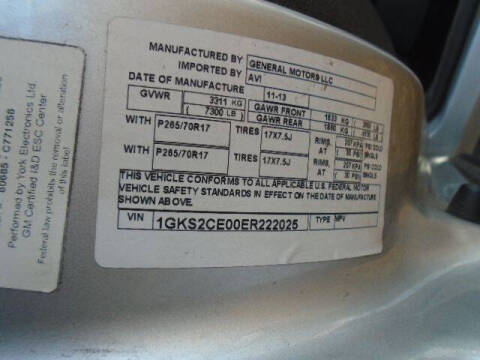 MANUFACTURED BY GENERAL MOTORS LLC
IMPORTED BY AVI
DATE OF MANUFACTURE 11-13
GVWR 3311 KG GAWR FRONT 1633 KG
7300 LB GAWR REAR KG
WITH P265/70R17 TIRES 17X7.5J RIMS
WITH P265/70R17 TIRES 17X7.5J RIMS
THIS VEHICLE CONFORMS TO ALL APPLICABLE U.S. FEDERAL MOTOR
VEHICLE SAFETY STANDARDS IN EFFECT ON THE DATE OF MANUFACTURE
SHOWN ABOVE.
VIN 1GKS2CE00ER222025 TYPE MPV
C771256
Performed by York Electronics Ltd.
GM Certified I&D ESC Center
Federal law prohibits the removal or alteration
of this label!